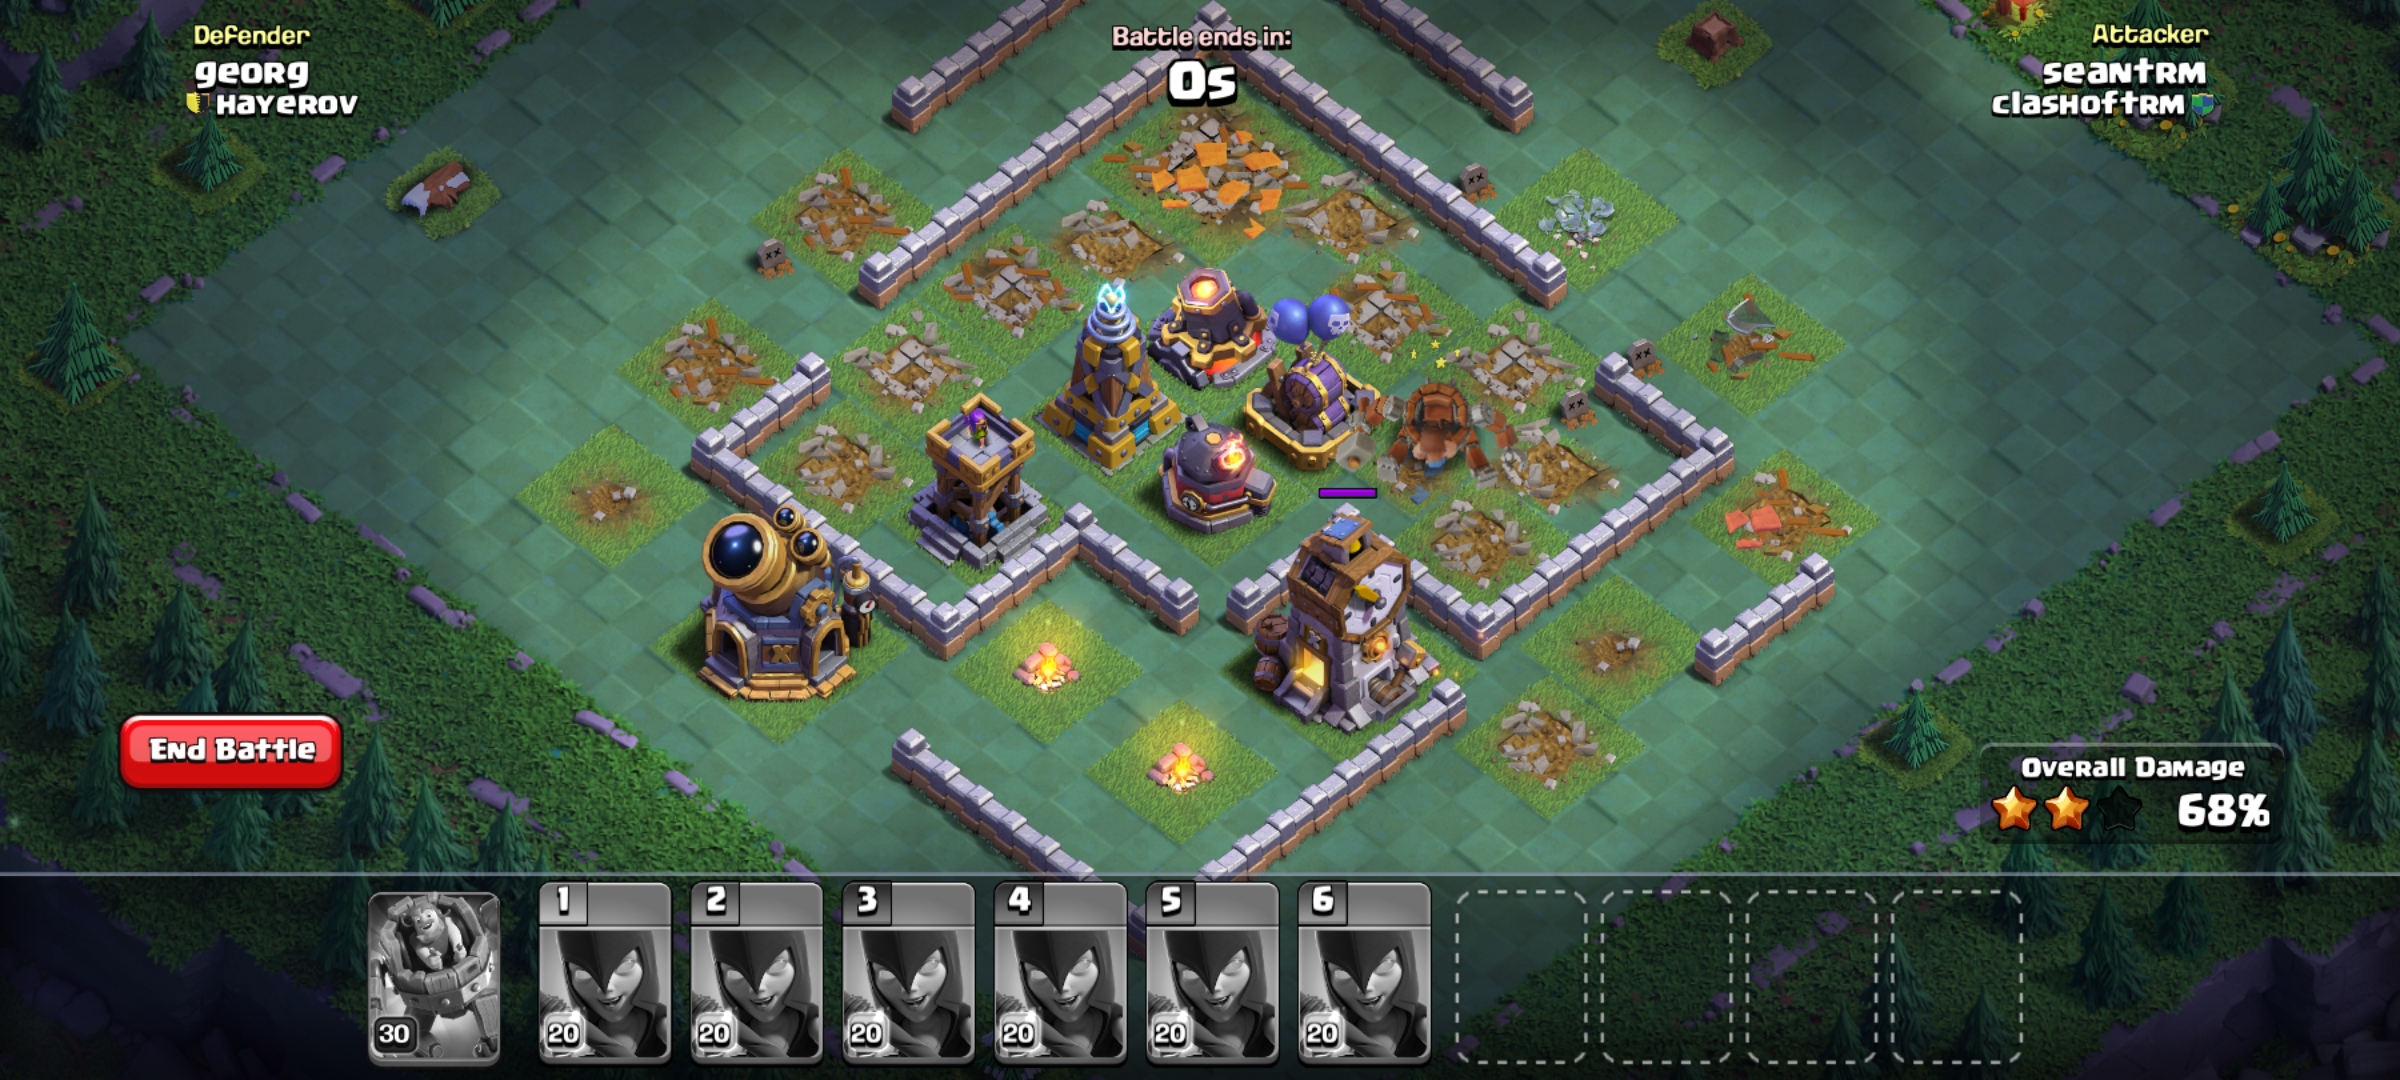 Defender
georg
HAYEROV
Battle ends in:
0s
Attacker
seantRM
clashoftRM
End Battle
Overall Damage
68%
30
1
20
2
20
3
20
4
20
5
20
6
20